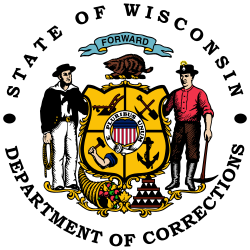 STATE OF WISCONSIN
FORWARD
E PLURIBUS UNUM
DEPARTMENT OF CORRECTIONS